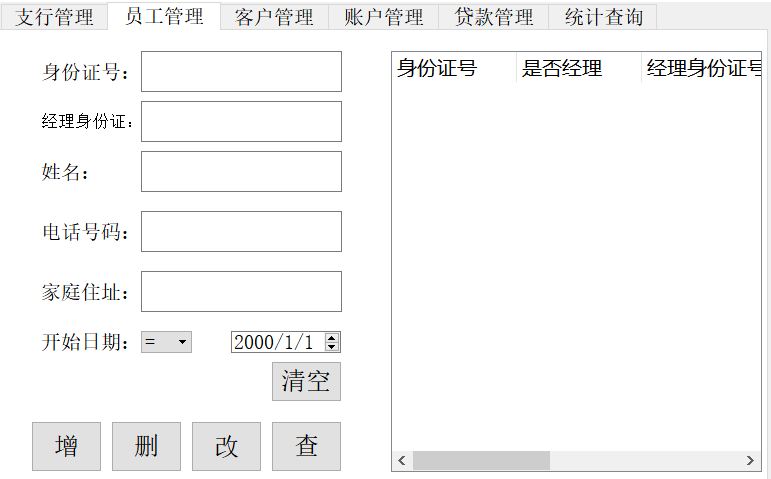 支行管理 员工管理 客户管理 账户管理 贷款管理 统计查询
身份证号：
经理身份证：
姓名：
电话号码：
家庭住址：
开始日期： = 2000/1/1
清空
增 删 改 查
身份证号 是否经理 经理身份证号